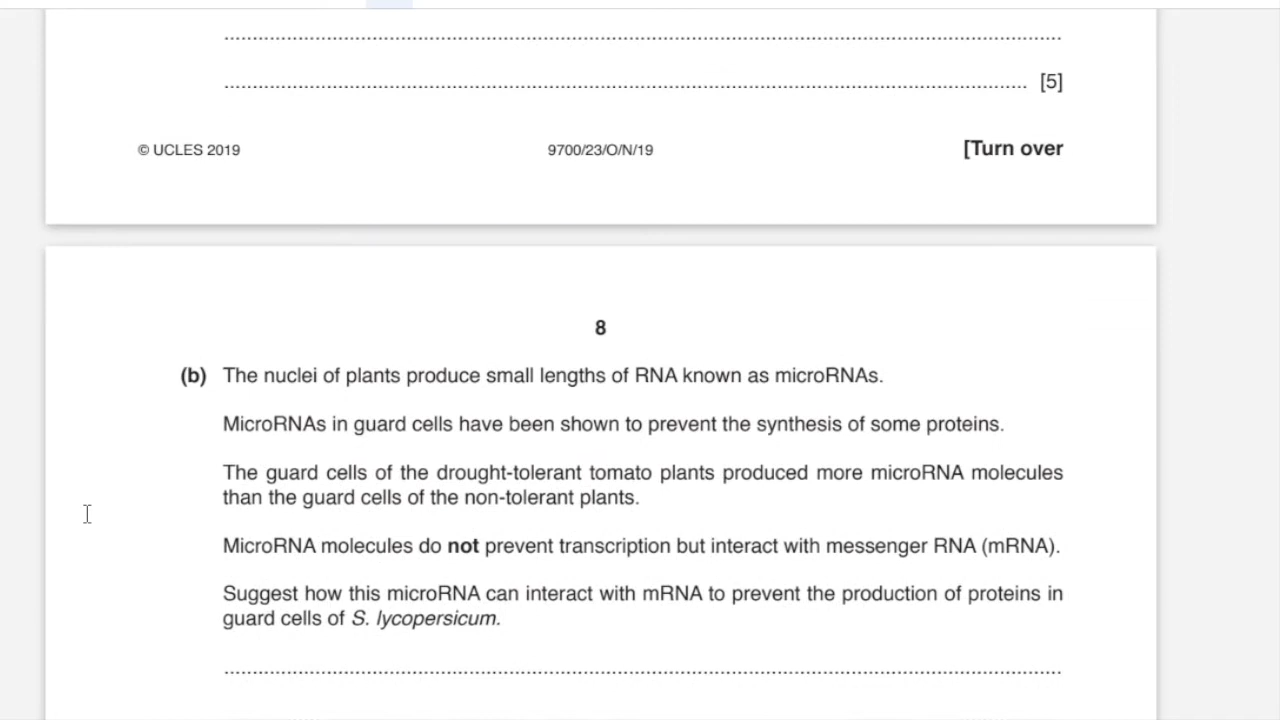 [5]
© UCLES 2019
9700/23/O/N/19
[Turn over
8
(b) The nuclei of plants produce small lengths of RNA known as microRNAs.
MicroRNAs in guard cells have been shown to prevent the synthesis of some proteins.
The guard cells of the drought-tolerant tomato plants produced more microRNA molecules
than the guard cells of the non-tolerant plants.
MicroRNA molecules do not prevent transcription but interact with messenger RNA (mRNA).
Suggest how this microRNA can interact with mRNA to prevent the production of proteins in
guard cells of S. lycopersicum.